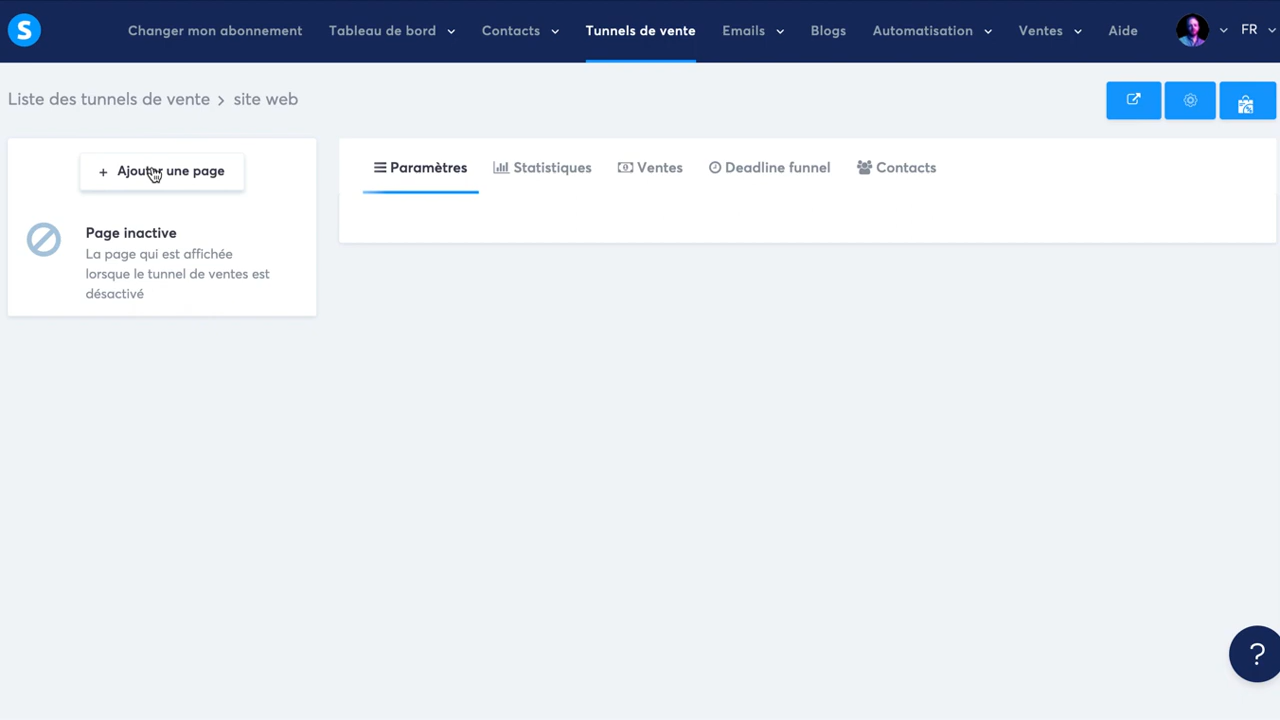 S
Changer mon abonnement
Tableau de bord
Contacts
Tunnels de vente
Emails
Blogs
Automatisation
Ventes
Aide
FR
Liste des tunnels de vente > site web
+ Ajouter une page
Page inactive
La page qui est affichée
lorsque le tunnel de ventes est
désactivé
Paramètres
Statistiques
Ventes
Deadline funnel
Contacts
?